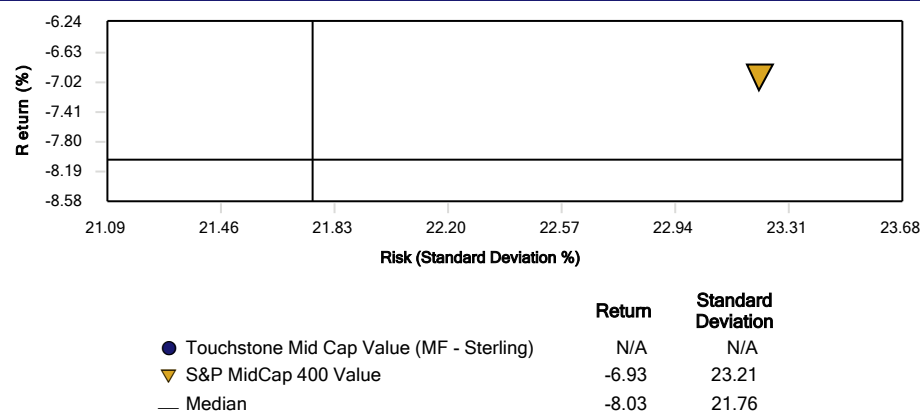 -6.24
-6.63
-7.02
-7.41
-7.80
-8.19
-8.58
Return (%)
21.09 21.46 21.83 22.20 22.57 22.94 23.31 23.68
Risk (Standard Deviation %)
Return Standard Deviation
Touchstone Mid Cap Value (MF - Sterling) N/A N/A
S&P MidCap 400 Value -6.93 23.21
Median -8.03 21.76